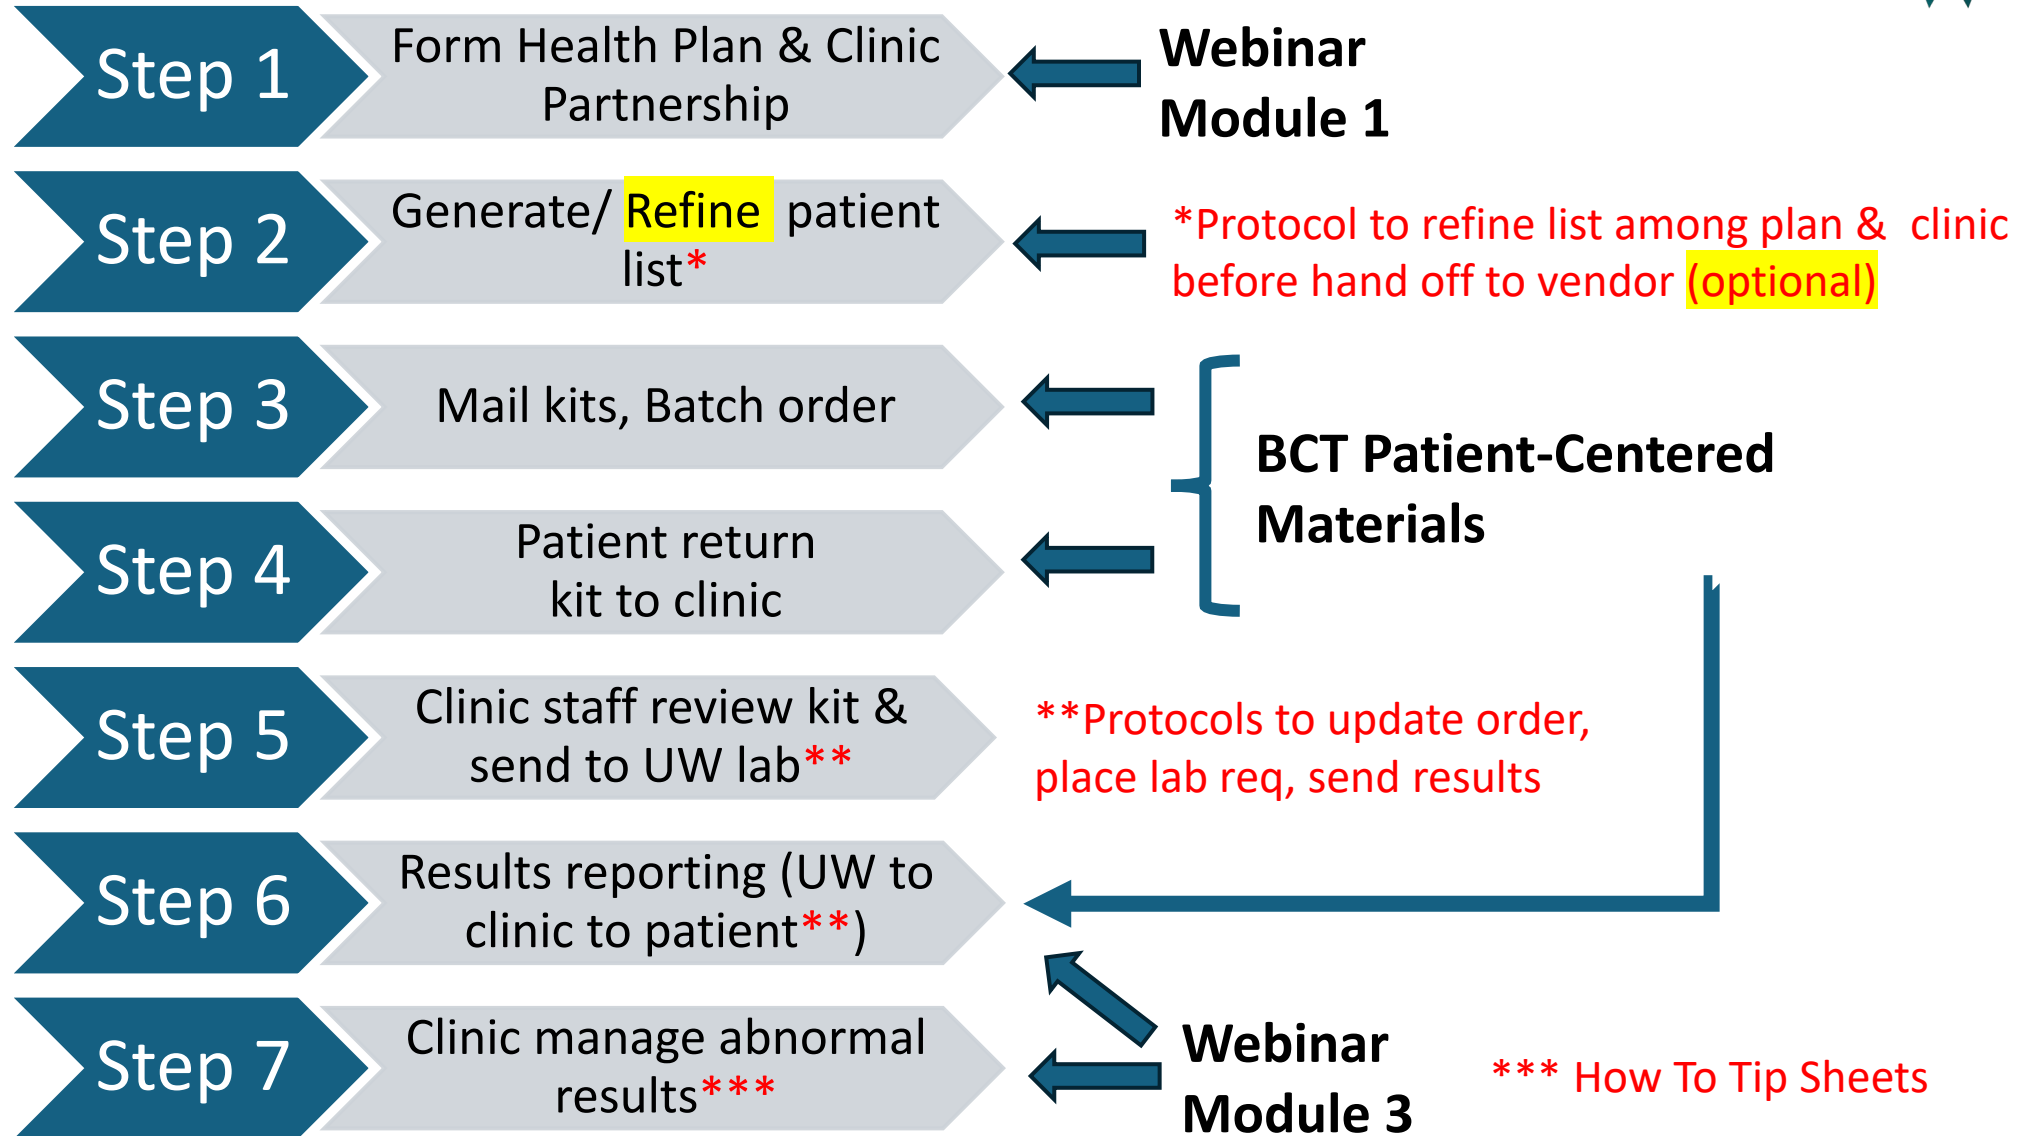 Step 1
Form Health Plan & Clinic
Partnership
Webinar
Module 1
Step 2
Generate/ Refine patient
list*
*Protocol to refine list among plan & clinic
before hand off to vendor (optional)
Step 3
Mail kits, Batch order
BCT Patient-Centered
Materials
Step 4
Patient return
kit to clinic
Step 5
Clinic staff review kit &
send to UW lab**
**Protocols to update order,
place lab req, send results
Step 6
Results reporting (UW to
clinic to patient**)
Step 7
Clinic manage abnormal
results***
Webinar
Module 3
*** How To Tip Sheets